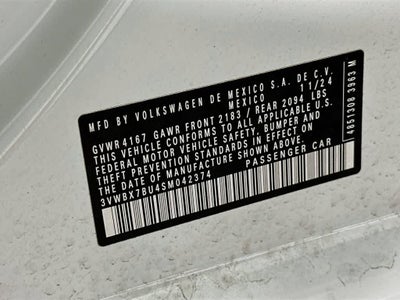 MFD BY VOLKSWAGEN DE MEXICO S.A. DE C.V.
MEXICO 11/24
GVWR 4167 GAWR FRONT 2183 / REAR 2094 LBS
THIS VEHICLE CONFORMS TO ALL APPLICABLE U.S.
FEDERAL MOTOR VEHICLE SAFETY, BUMPER AND
THEFT PREVENTION STANDARDS IN EFFECT ON
THE DATE OF MANUFACTURE SHOWN ABOVE
3VWBX7BU4SM042374 PASSENGER CAR
4651308 3963 M